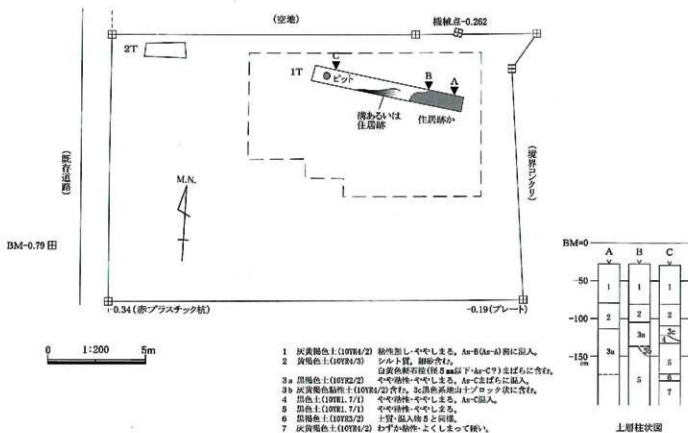 (空地)
機械点-0.262
2T
C
1T
ピット
B
A
溝あるいは
住居跡
住居跡か
(既存道路)
(境界コンクリ)
M.N.
BM-0.79
-0.34(赤プラスチック杭)
-0.19(プレート)
0 1:200 5m
BM=0
A B C
-50
-100
-150
cm
1 1 1
2 2 2
3a 3a 3b 3c
4
5 5
6
7
土層柱状図
1 灰黄褐色土(10YR4/2) 粘性無し・ややしまる。As-B(As-A)密に混入。
2 黄褐色土(10YR4/3) シルト質。細砂含む。
白黄色軽石粒(径5mm以下・As-C?)まばらに含む。
3a 黒褐色土(10YR2/2) やや粘性・ややしまる。As-Cまばらに混入。
3b 灰黄褐色粘性土(10YR4/2)含む。3c黒色系地山土ブロック状に含む。
4 黒色土(10YR1.7/1) やや粘性・ややしまる。As-C混入。
5 黒色土(10YR1.7/1) やや粘性・ややしまる。
6 黒褐色土(10YR3/2) 土質・混入物5と同様。
7 灰黄褐色土(10YR4/2) わずか粘性・よくしまって硬い。